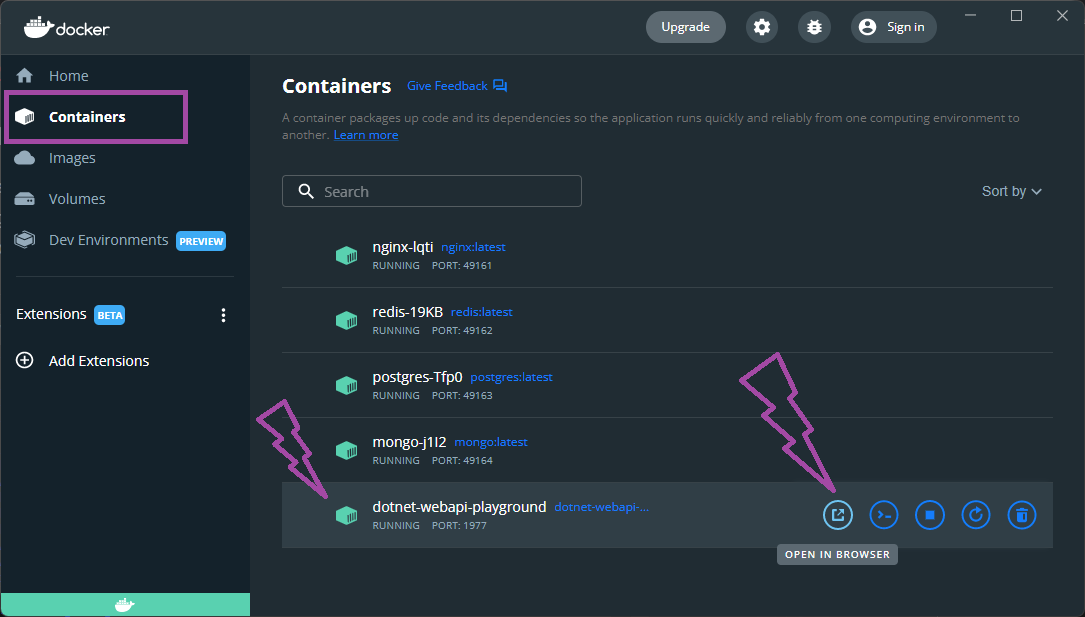 docker
Upgrade
Sign in
Home
Containers
Images
Volumes
Dev Environments PREVIEW
Extensions BETA
Add Extensions
Containers Give Feedback
A container packages up code and its dependencies so the application runs quickly and reliably from one computing environment to
another. Learn more
Search
Sort by
nginx-lqti nginx:latest
RUNNING PORT: 49161
redis-19KB redis:latest
RUNNING PORT: 49162
postgres-Tfp0 postgres:latest
RUNNING PORT: 49163
mongo-j1I2 mongo:latest
RUNNING PORT: 49164
dotnet-webapi-playground dotnet-webapi-...
RUNNING PORT: 1977
OPEN IN BROWSER